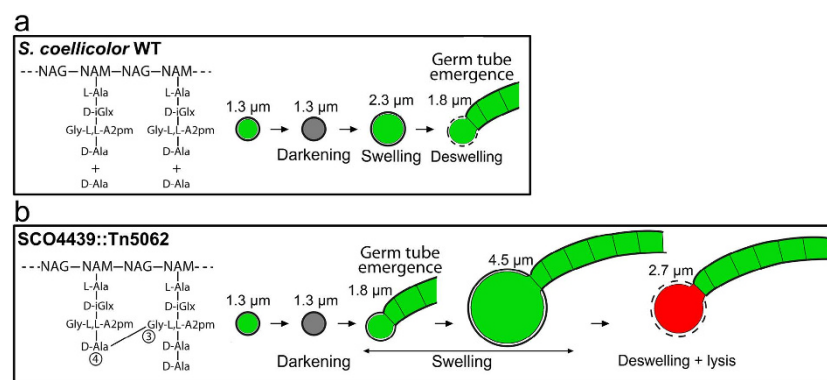 a
S. coellicolor WT
---NAG—NAM—NAG—NAM---
L-Ala L-Ala
D-iGlx D-iGlx
Gly-L,L-A2pm Gly-L,L-A2pm
D-Ala D-Ala
+ +
D-Ala D-Ala
1.3 µm
1.3 µm
Darkening
2.3 µm
Swelling
Germ tube
emergence
1.8 µm
Deswelling
b
SCO4439::Tn5062
---NAG—NAM—NAG—NAM---
L-Ala L-Ala
D-iGlx D-iGlx
Gly-L,L-A2pm Gly-L,L-A2pm
③
D-Ala D-Ala
④ D-Ala
1.3 µm
1.3 µm
Darkening
Germ tube
emergence
1.8 µm
4.5 µm
Swelling
2.7 µm
Deswelling + lysis